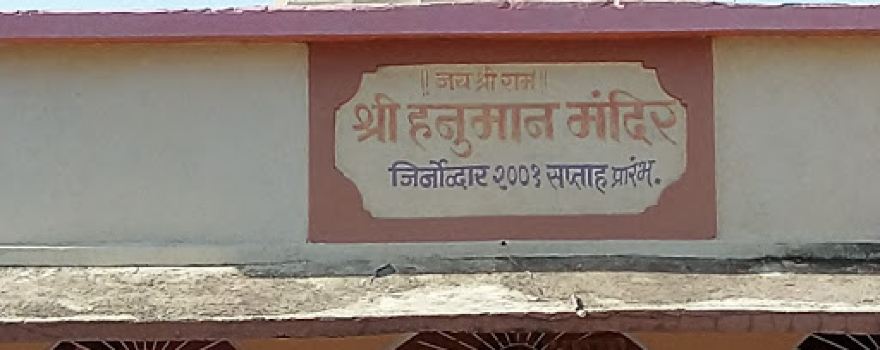 ॥ जय श्री राम ॥
श्री हनुमान मंदिर
जिर्नोध्दार २००१ सप्ताह प्रारंभ.